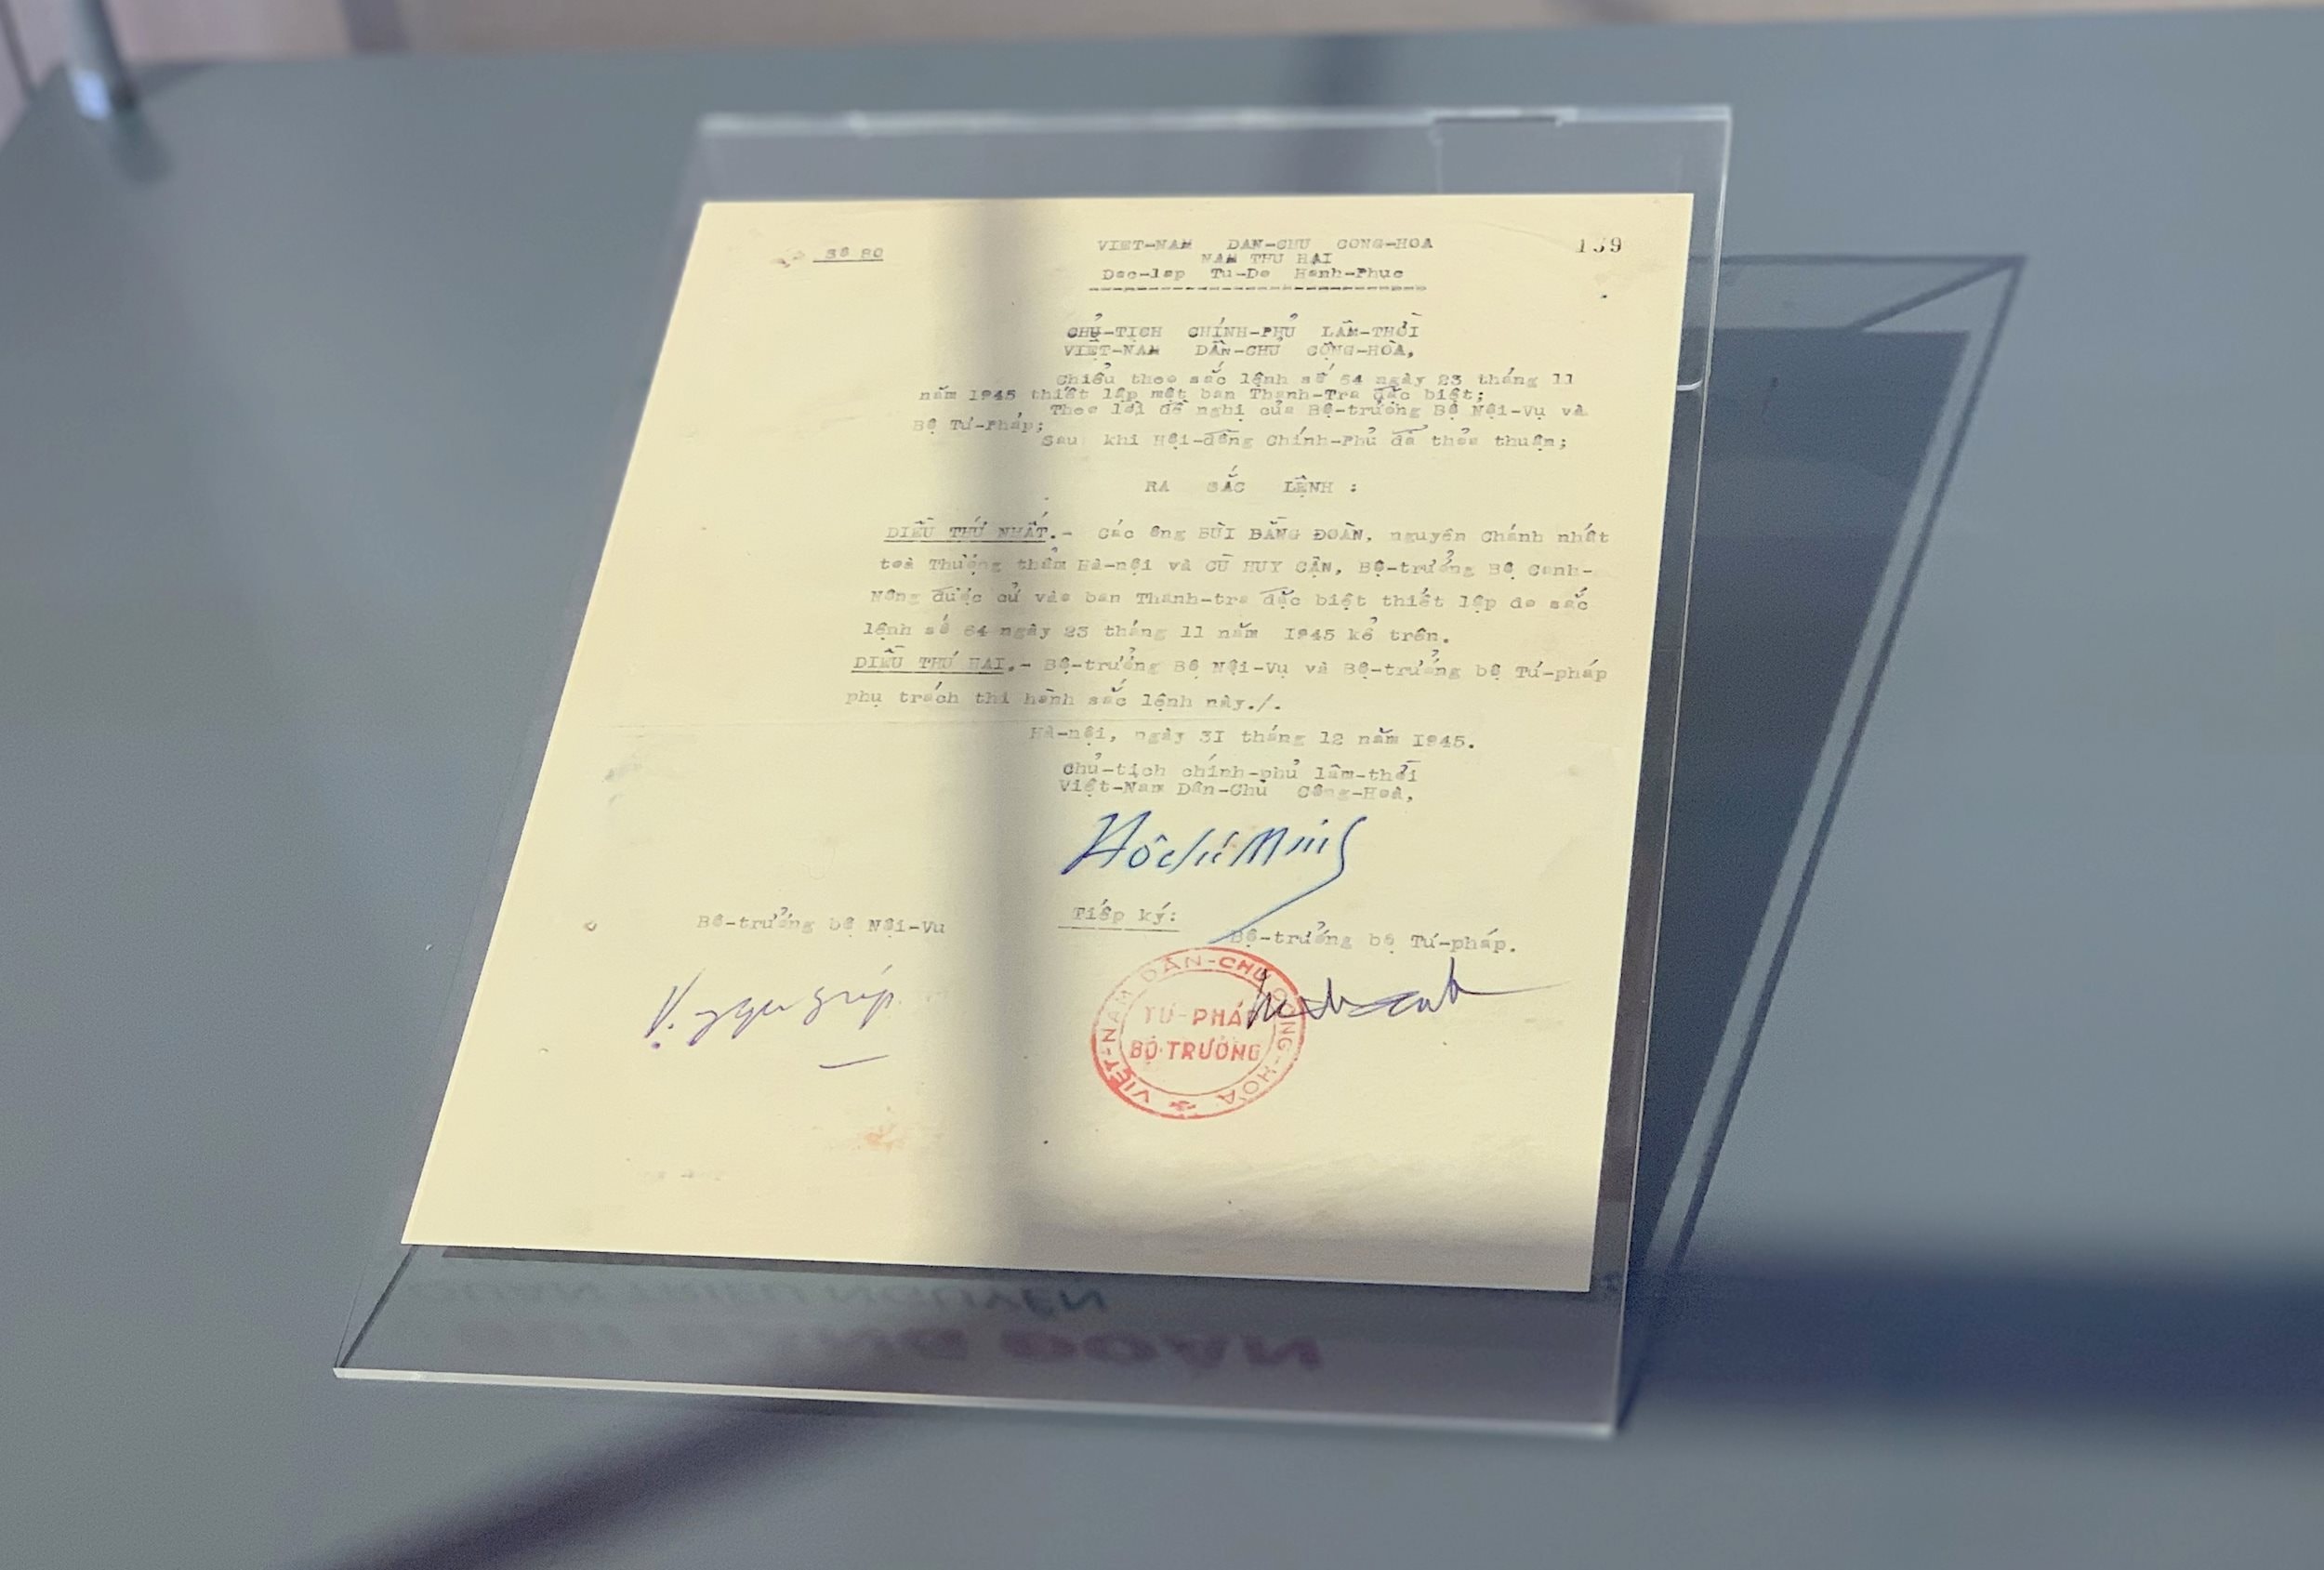 Số 80
VIET-NAM DAN-CHU CONG-HOA
NAM THU HAI
Doc-lap Tu-Do Hanh-Phuc
CHỦ-TỊCH CHÍNH-PHỦ LÂM-THỜI
VIỆT-NAM DÂN-CHỦ CỘNG-HÒA,
Chiểu theo sắc lệnh số 64 ngày 23 tháng 11
năm 1945 thiết lập một ban Thanh-Tra đặc biệt;
Theo lời đề nghị của Bộ-trưởng Bộ Nội-Vụ và
Bộ Tư-Pháp;
Sau khi Hội-đồng Chính-Phủ đã thỏa thuận;
RA SẮC LỆNH :
DIỀU THỨ NHẤT.- Các ông BÙI BẰNG ĐOÀN, nguyên Chánh nhất
toà Thượng thẩm Hà-nội và CÙ HUY CẬN, Bộ-trưởng Bộ Canh-
Nông được cử vào ban Thanh-tra đặc biệt thiết lập do sắc
lệnh số 64 ngày 23 tháng 11 năm 1945 kể trên.
DIỀU THỨ HAI.- Bộ-trưởng Bộ Nội-Vụ và Bộ-trưởng bộ Tư-pháp
phụ trách thi hành sắc lệnh này./.
Hà-nội, ngày 31 tháng 12 năm 1945.
Chủ-tịch chính-phủ lâm-thời
Việt-Nam Dân-Chủ Cộng-Hoà,
Hồ Chí Minh
Tiếp ký:
Bộ-trưởng bộ Nội-Vụ
Bộ-trưởng bộ Tư-pháp.
VIỆT-NAM DÂN-CHỦ CỘNG-HOÀ
TƯ-PHÁP
BỘ TRƯỞNG